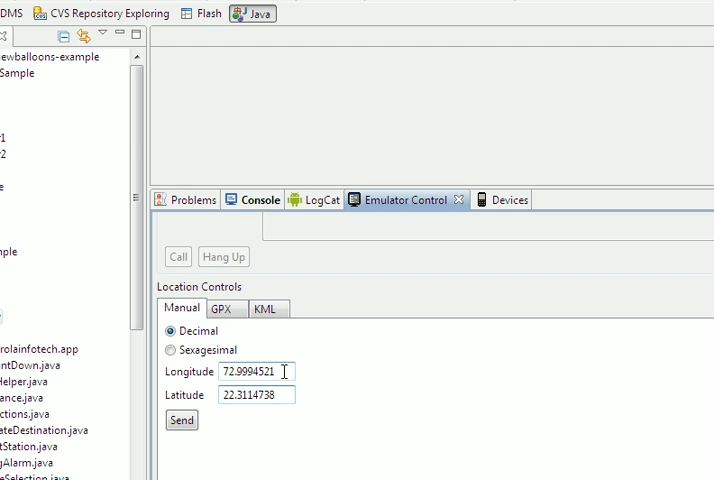 DMS CVS Repository Exploring Flash Java
ewballoons-example
Sample
1
2
e
mple
Problems Console LogCat Emulator Control Devices
Call Hang Up
Location Controls
Manual GPX KML
Decimal
Sexagesimal
Longitude 72.9994521
Latitude 22.3114738
Send
rolainfotech.app
ntDown.java
Helper.java
ance.java
ctions.java
ateDestination.java
tStation.java
gAlarm.java
eSelection.java